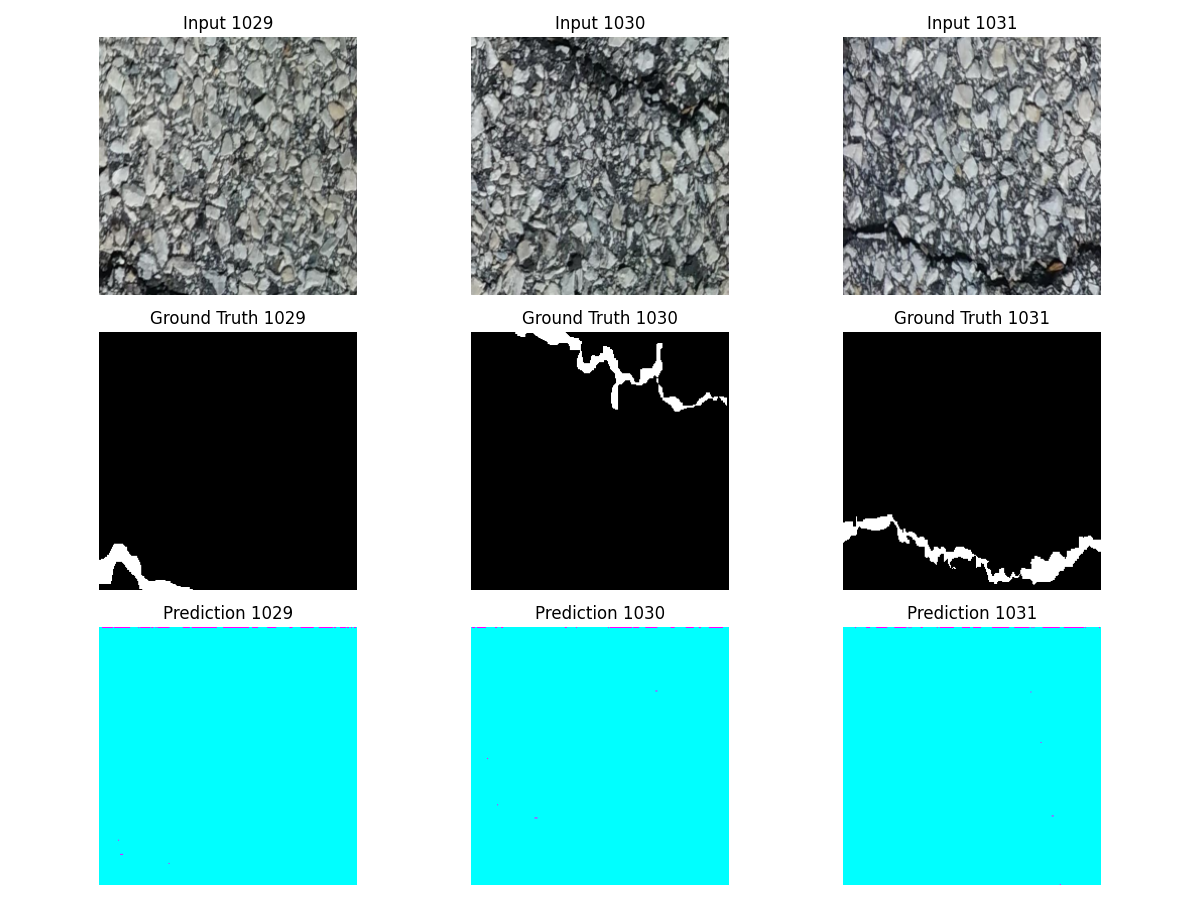 Input 1029
Input 1030
Input 1031
Ground Truth 1029
Ground Truth 1030
Ground Truth 1031
Prediction 1029
Prediction 1030
Prediction 1031